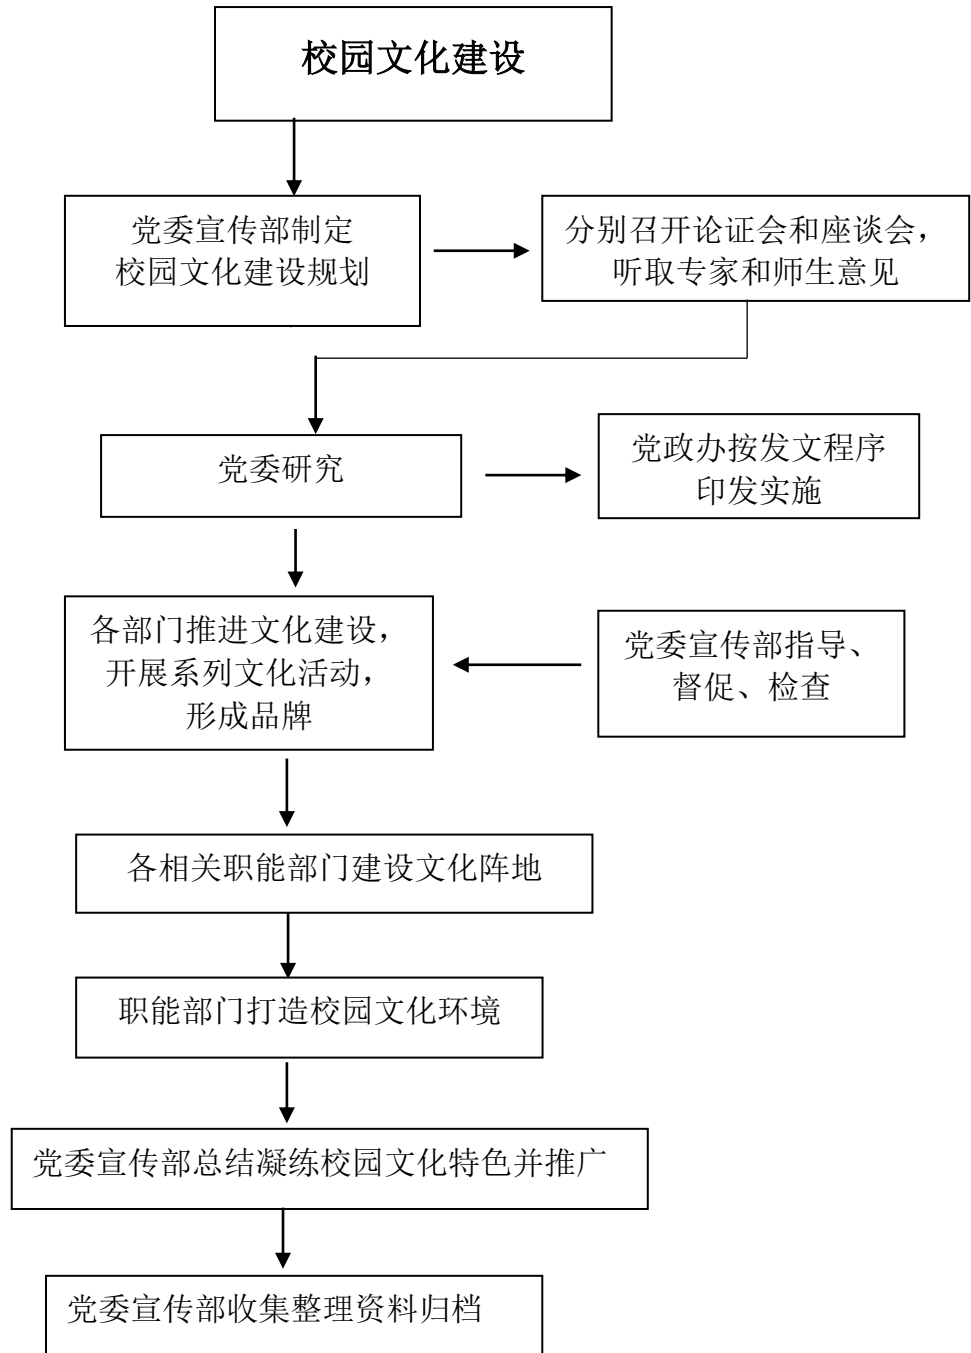 校园文化建设
党委宣传部制定
校园文化建设规划
分别召开论证会和座谈会，
听取专家和师生意见
党委研究
党政办按发文程序
印发实施
各部门推进文化建设，
开展系列文化活动，
形成品牌
党委宣传部指导、
督促、检查
各相关职能部门建设文化阵地
职能部门打造校园文化环境
党委宣传部总结凝练校园文化特色并推广
党委宣传部收集整理资料归档